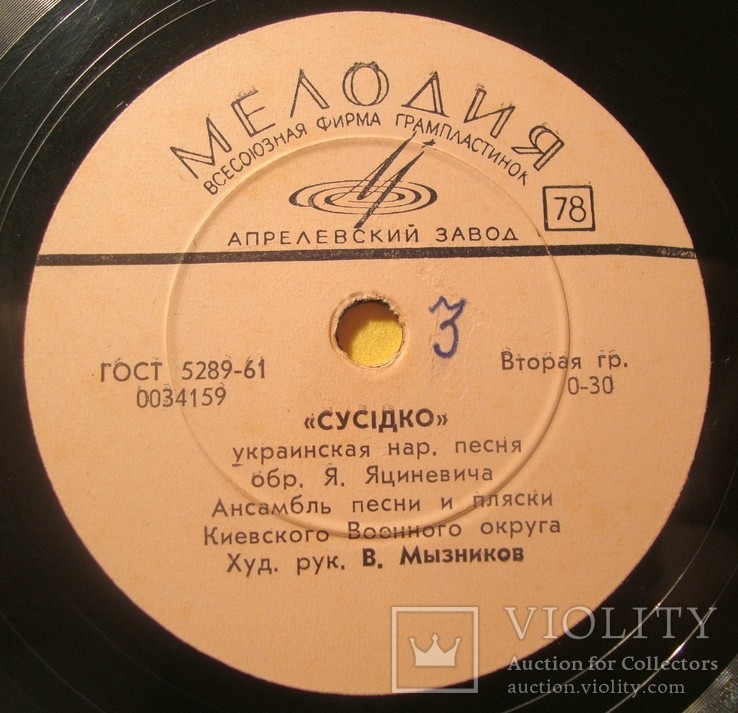 МЕЛОДИЯ
ВСЕСОЮЗНАЯ ФИРМА ГРАМПЛАСТИНОК
78
АПРЕЛЕВСКИЙ ЗАВОД
3
ГОСТ 5289-61
0034159
Вторая гр.
0-30
«СУСІДКО»
украинская нар. песня
обр. Я. Яциневича
Ансамбль песни и пляски
Киевского Военного округа
Худ. рук. В. Мызников
VIOLITY
Auction for Collectors
auction.violity.com